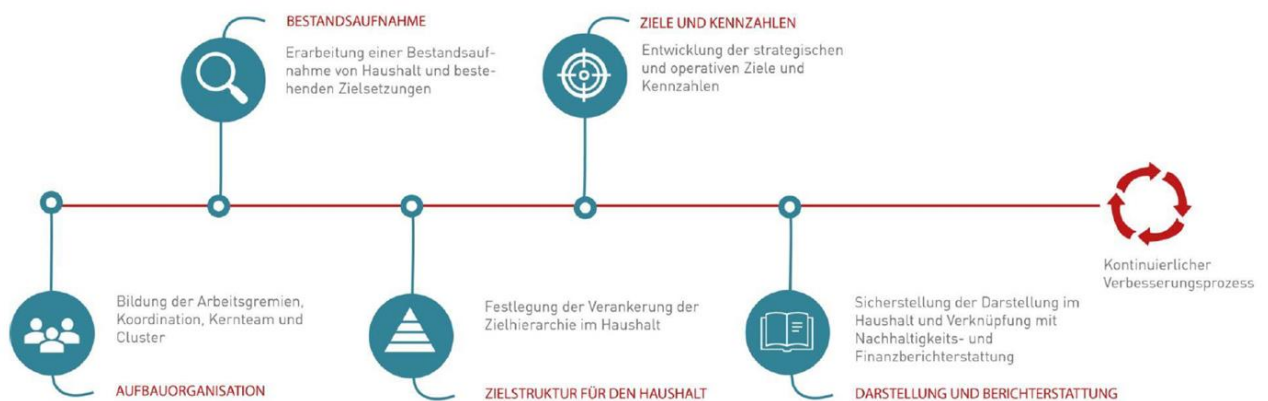 BESTANDSAUFNAHME
Erarbeitung einer Bestandsauf-
nahme von Haushalt und beste-
henden Zielsetzungen
ZIELE UND KENNZAHLEN
Entwicklung der strategischen
und operativen Ziele und
Kennzahlen
Kontinuierlicher
Verbesserungsprozess
Bildung der Arbeitsgremien,
Koordination, Kernteam und
Cluster
AUFBAUORGANISATION
Festlegung der Verankerung der
Zielhierarchie im Haushalt
ZIELSTRUKTUR FÜR DEN HAUSHALT
Sicherstellung der Darstellung im
Haushalt und Verknüpfung mit
Nachhaltigkeits- und
Finanzberichterstattung
DARSTELLUNG UND BERICHTERSTATTUNG